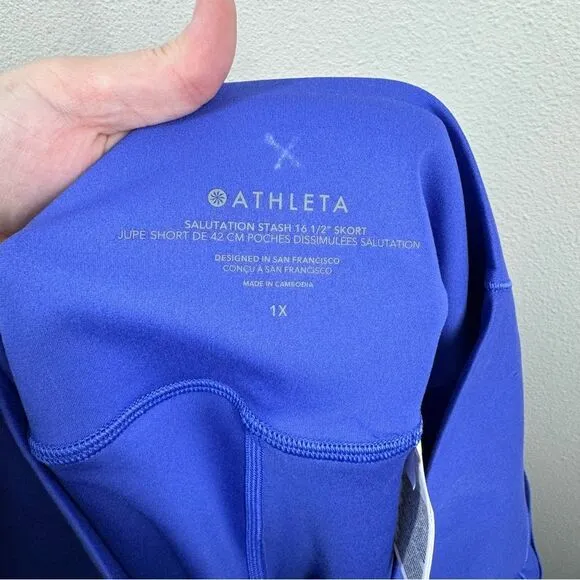 ATHLETA
SALUTATION STASH 16 1/2" SKORT
JUPE SHORT DE 42 CM POCHES DISSIMULÉES SALUTATION
DESIGNED IN SAN FRANCISCO
CONÇU A SAN FRANCISCO
MADE IN CAMBODIA
1X